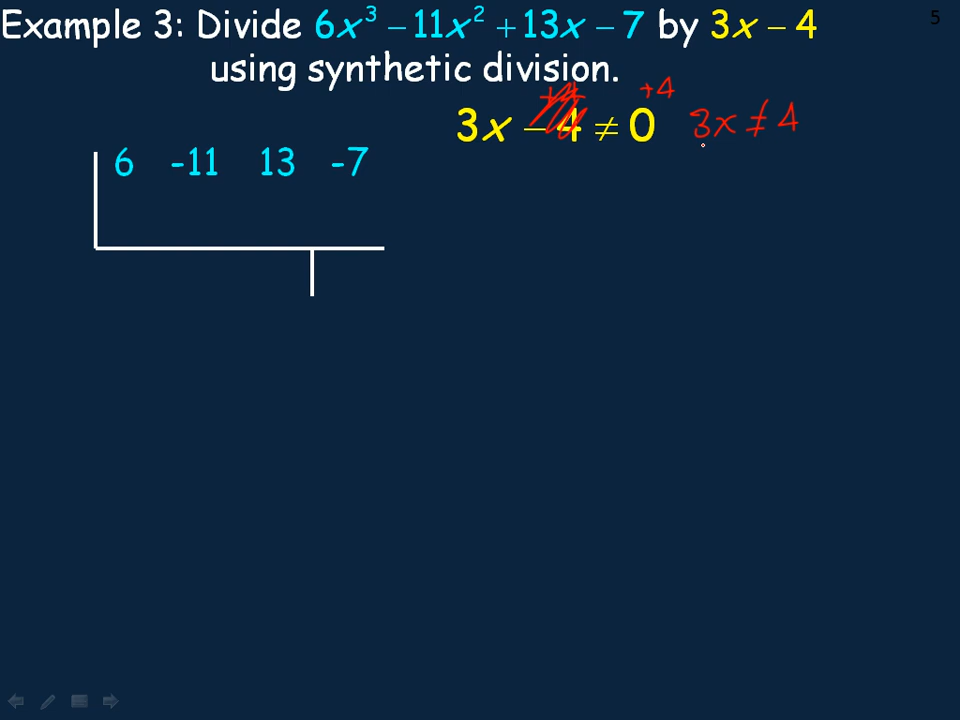 5
Example 3: Divide 6x³ − 11x² + 13x − 7 by 3x − 4
using synthetic division.
+4 +4
3x − 4 ≠ 0 3x ≠ 4
6 -11 13 -7